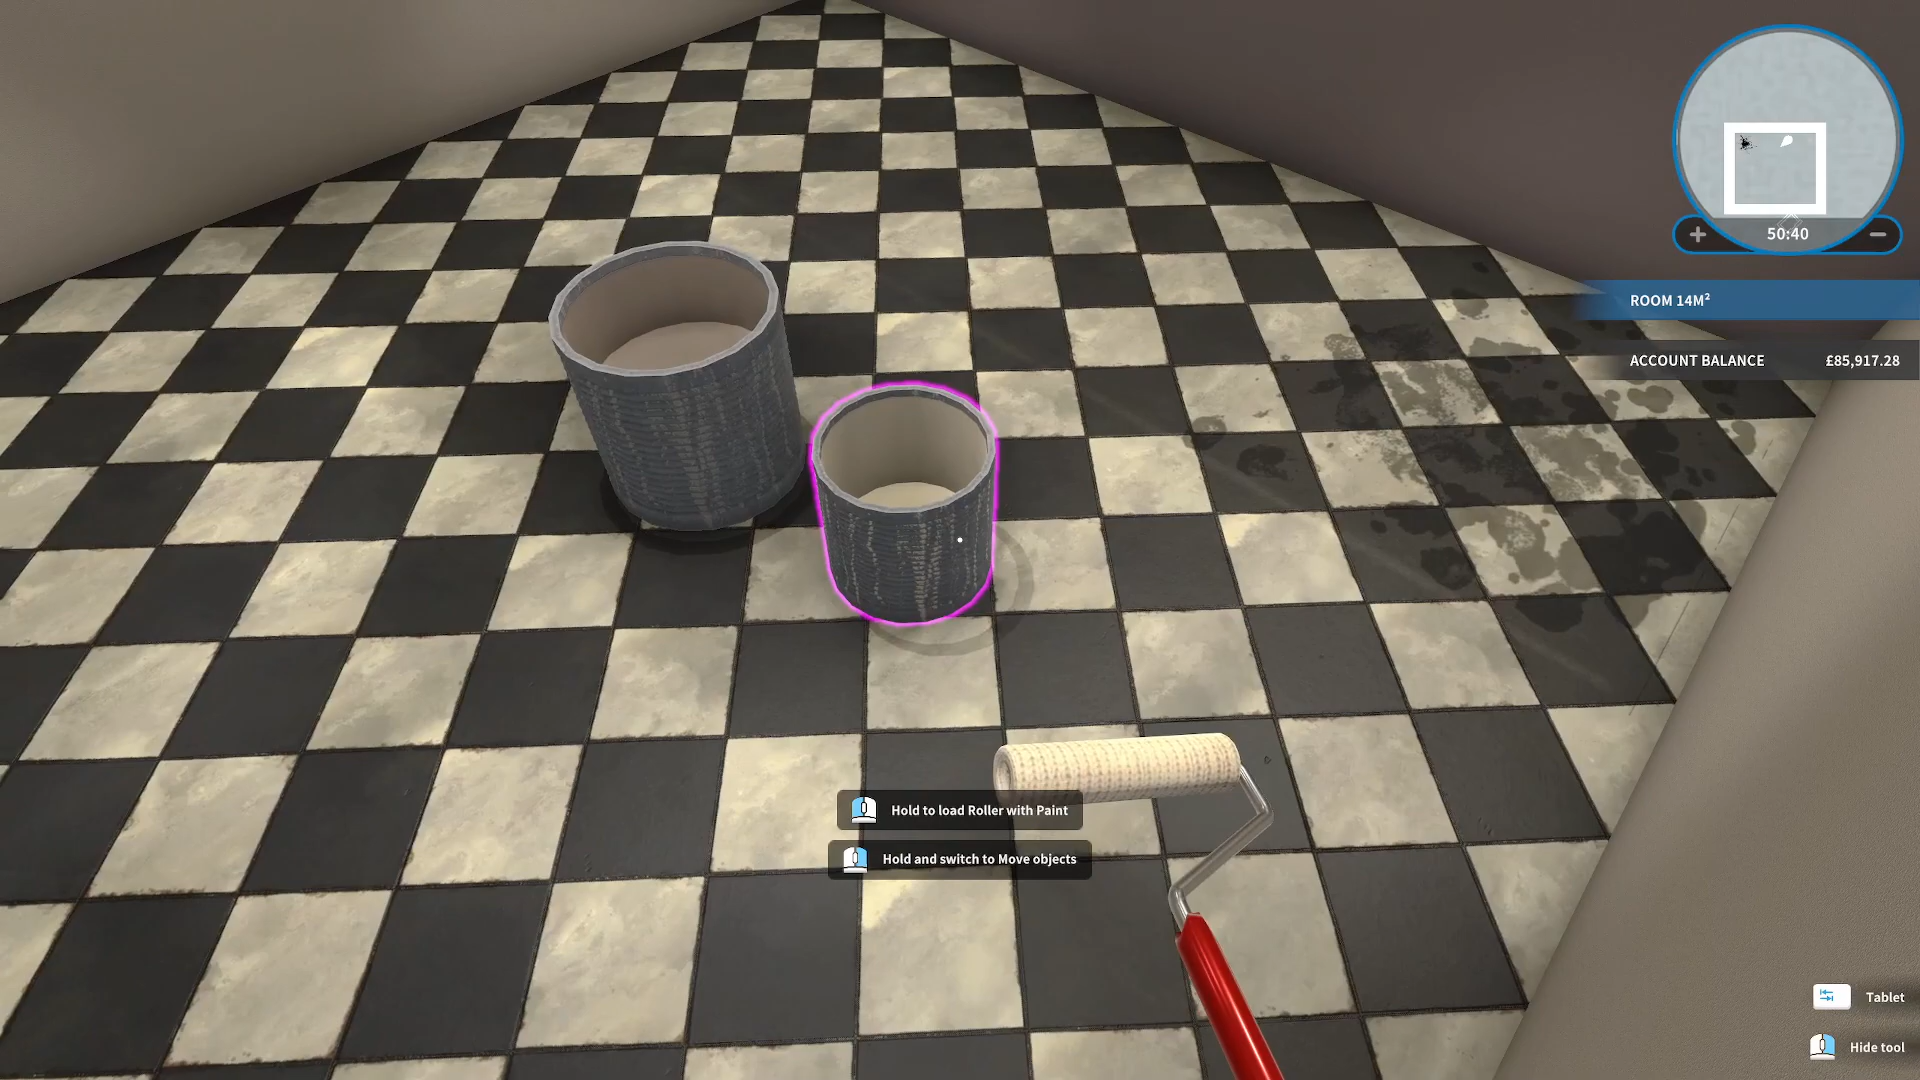 50:40
ROOM 14M²
ACCOUNT BALANCE £85,917.28
Hold to load Roller with Paint
Hold and switch to Move objects
Tablet
Hide tool